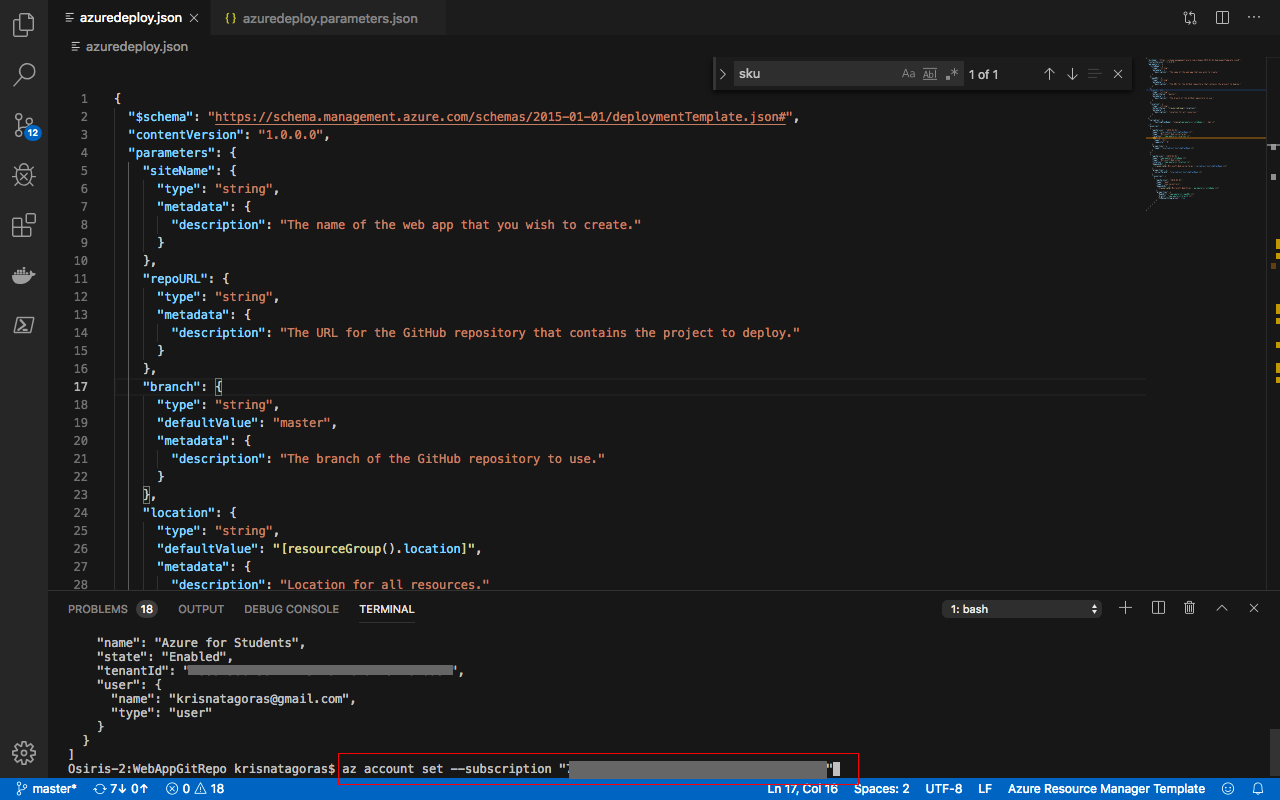 azuredeploy.json
azuredeploy.parameters.json
azuredeploy.json
sku
Aa Abl .* 1 of 1
1 {
2 "$schema": "https://schema.management.azure.com/schemas/2015-01-01/deploymentTemplate.json#",
3 "contentVersion": "1.0.0.0",
4 "parameters": {
5 "siteName": {
6 "type": "string",
7 "metadata": {
8 "description": "The name of the web app that you wish to create."
9 }
10 },
11 "repoURL": {
12 "type": "string",
13 "metadata": {
14 "description": "The URL for the GitHub repository that contains the project to deploy."
15 }
16 },
17 "branch": {
18 "type": "string",
19 "defaultValue": "master",
20 "metadata": {
21 "description": "The branch of the GitHub repository to use."
22 }
23 },
24 "location": {
25 "type": "string",
26 "defaultValue": "[resourceGroup().location]",
27 "metadata": {
28 "description": "Location for all resources."
12
PROBLEMS 18 OUTPUT DEBUG CONSOLE TERMINAL 1: bash
"name": "Azure for Students",
"state": "Enabled",
"tenantId": "",
"user": {
"name": "krisnatagoras@gmail.com",
"type": "user"
}
}
]
Osiris-2:WebAppGitRepo krisnatagoras$ az account set --subscription "7"
master* 7↓ 0↑ 0 18 Ln 17, Col 16 Spaces: 2 UTF-8 LF Azure Resource Manager Template